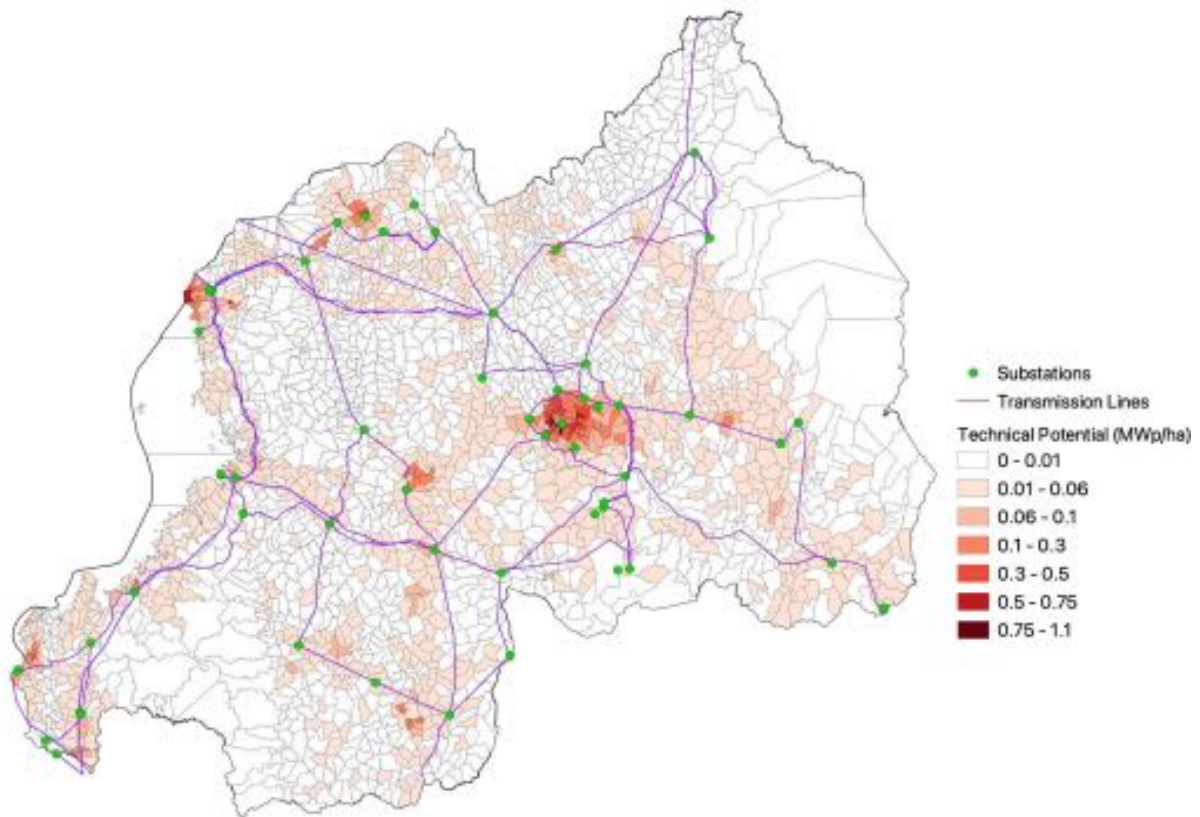 Substations
Transmission Lines
Technical Potential (MWp/ha)
0 - 0.01
0.01 - 0.06
0.06 - 0.1
0.1 - 0.3
0.3 - 0.5
0.5 - 0.75
0.75 - 1.1